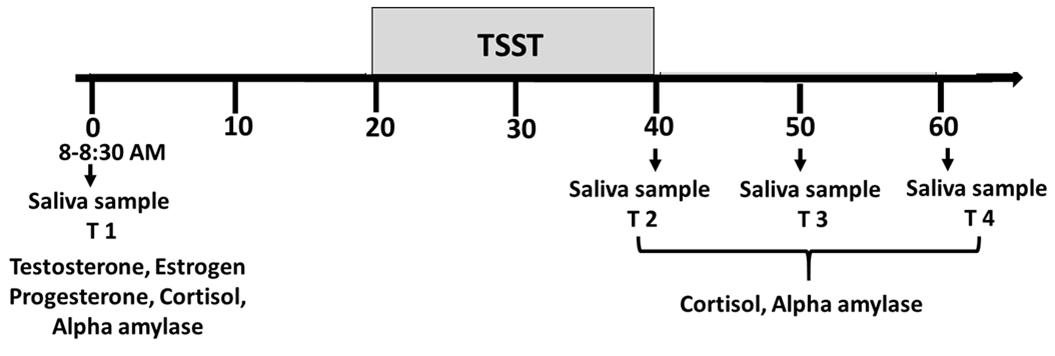 TSST
0
10
20
30
40
50
60
8-8:30 AM
Saliva sample
T 1
Testosterone, Estrogen
Progesterone, Cortisol,
Alpha amylase
Saliva sample
T 2
Saliva sample
T 3
Saliva sample
T 4
Cortisol, Alpha amylase